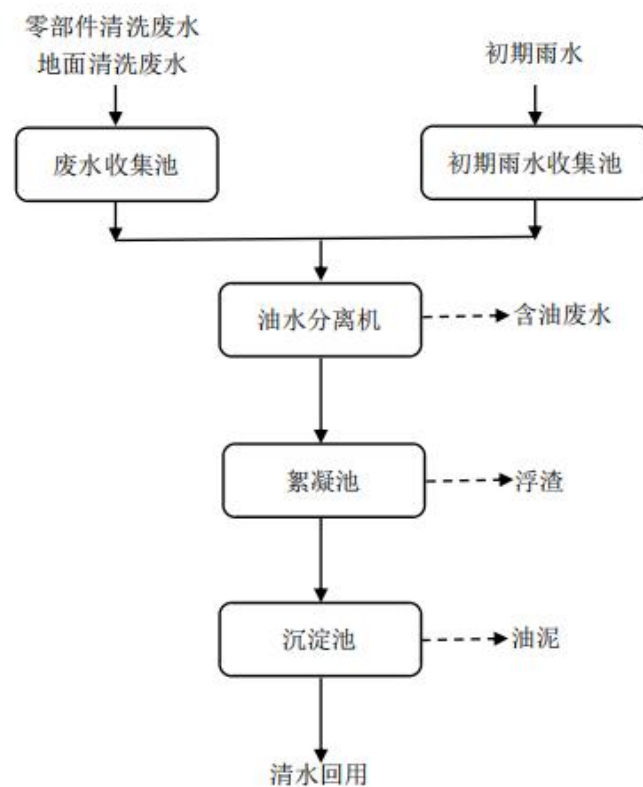 零部件清洗废水
地面清洗废水
初期雨水
废水收集池
初期雨水收集池
油水分离机
含油废水
絮凝池
浮渣
沉淀池
油泥
清水回用